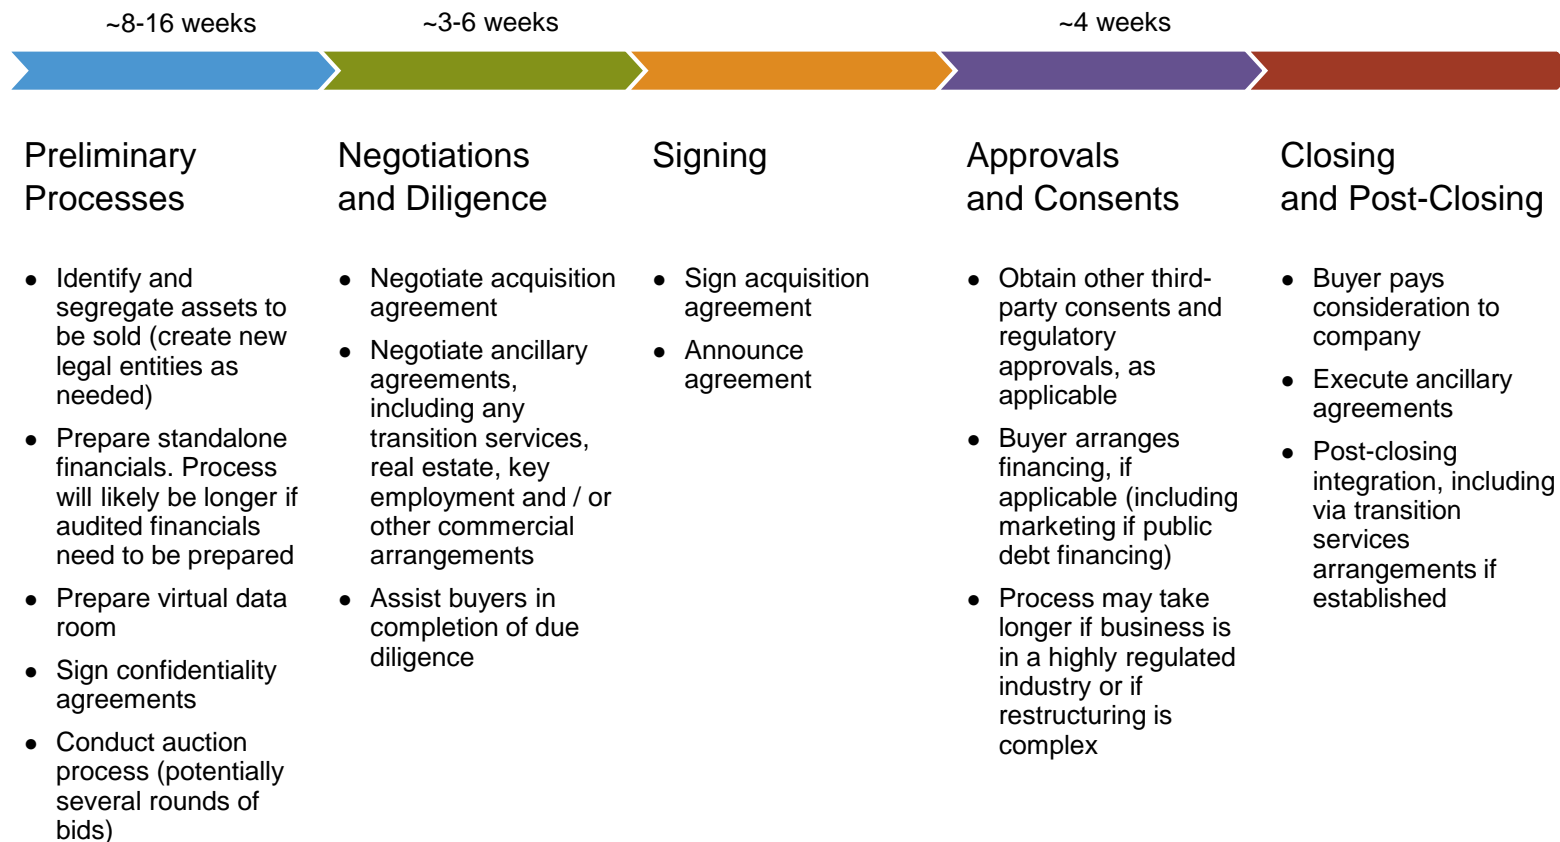 ~8-16 weeks
~3-6 weeks
~4 weeks
Preliminary
Processes
● Identify and
segregate assets to
be sold (create new
legal entities as
needed)
● Prepare standalone
financials. Process
will likely be longer if
audited financials
need to be prepared
● Prepare virtual data
room
● Sign confidentiality
agreements
● Conduct auction
process (potentially
several rounds of
bids)
Negotiations
and Diligence
● Negotiate acquisition
agreement
● Negotiate ancillary
agreements,
including any
transition services,
real estate, key
employment and / or
other commercial
arrangements
● Assist buyers in
completion of due
diligence
Signing
● Sign acquisition
agreement
● Announce
agreement
Approvals
and Consents
● Obtain other third-
party consents and
regulatory
approvals, as
applicable
● Buyer arranges
financing, if
applicable (including
marketing if public
debt financing)
● Process may take
longer if business is
in a highly regulated
industry or if
restructuring is
complex
Closing
and Post-Closing
● Buyer pays
consideration to
company
● Execute ancillary
agreements
● Post-closing
integration, including
via transition
services
arrangements if
established